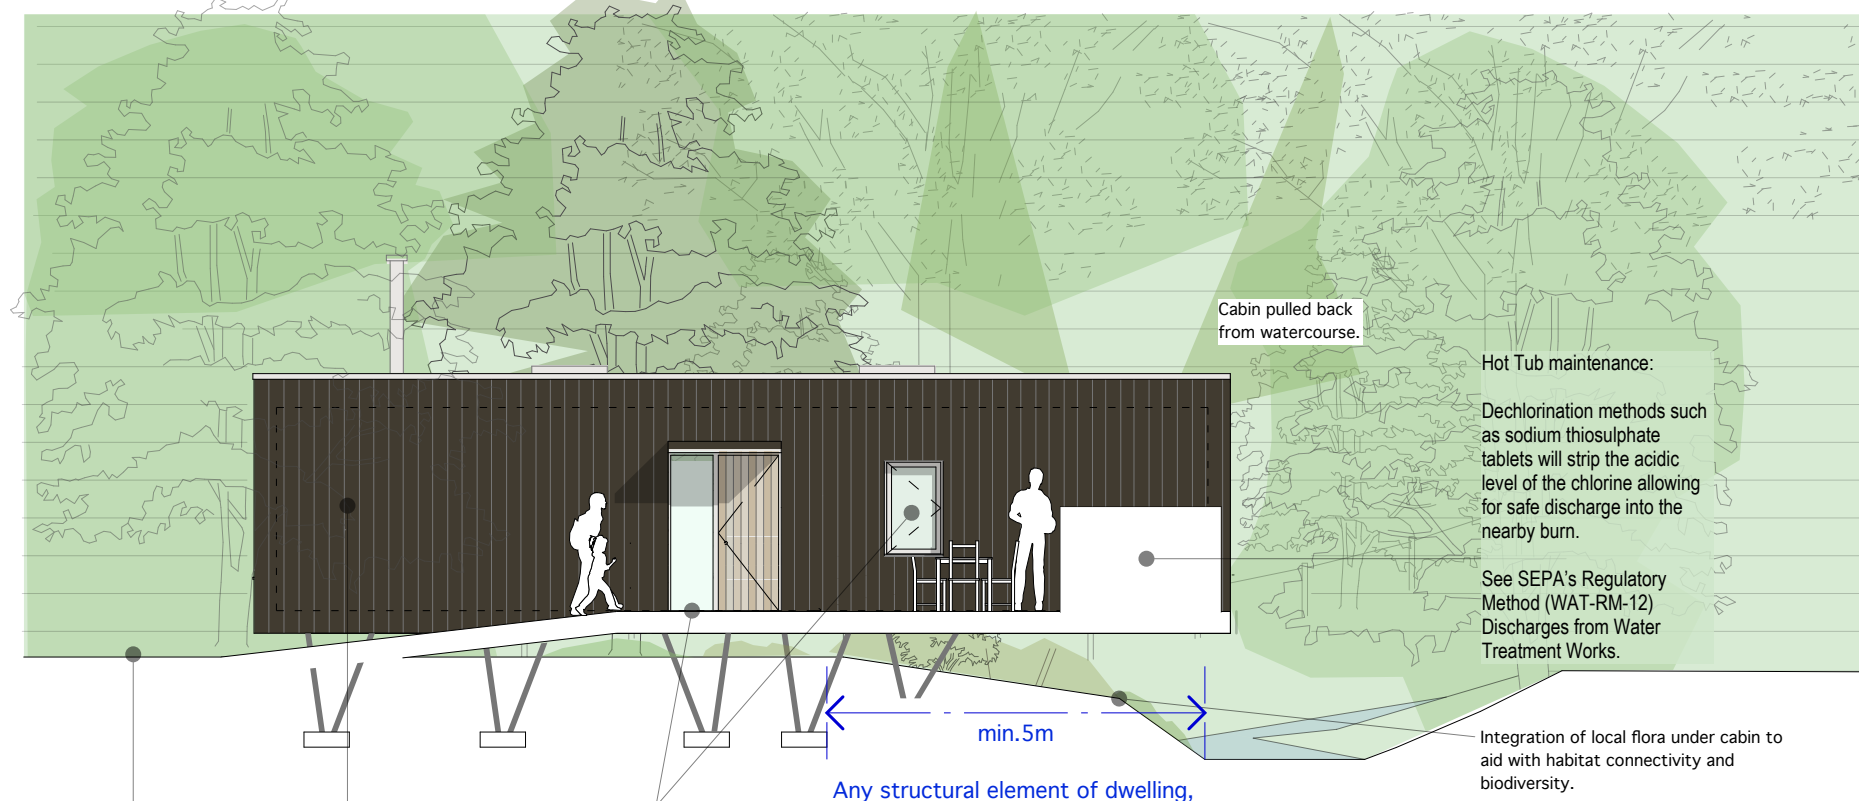 Cabin pulled back
from watercourse.
Hot Tub maintenance:
Dechlorination methods such
as sodium thiosulphate
tablets will strip the acidic
level of the chlorine allowing
for safe discharge into the
nearby burn.
See SEPA's Regulatory
Method (WAT-RM-12)
Discharges from Water
Treatment Works.
min.5m
Integration of local flora under cabin to
aid with habitat connectivity and
biodiversity.
Any structural element of dwelling,